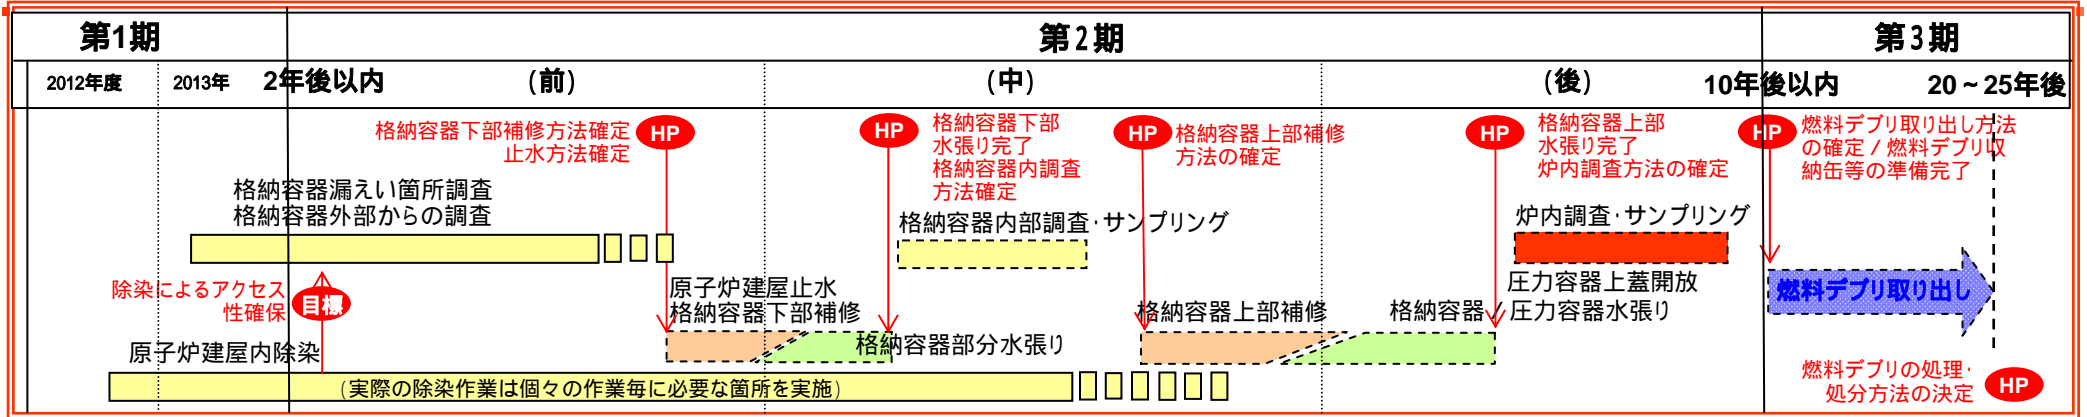 第1期
第2期
第3期
2012年度
2013年
2年後以内
(前)
(中)
(後)
10年後以内
20～25年後
格納容器下部補修方法確定
止水方法確定
HP
HP
格納容器下部
水張り完了
格納容器内調査
方法確定
HP
格納容器上部補修
方法の確定
HP
格納容器上部
水張り完了
炉内調査方法の確定
HP
燃料デブリ取り出し方法
の確定／燃料デブリ収
納缶等の準備完了
格納容器漏えい箇所調査
格納容器外部からの調査
格納容器内部調査･サンプリング
炉内調査･サンプリング
除染によるアクセス
性確保
目標
原子炉建屋止水
格納容器下部補修
格納容器上部補修
圧力容器上蓋開放
格納容器／圧力容器水張り
燃料デブリ取り出し
原子炉建屋内除染
格納容器部分水張り
(実際の除染作業は個々の作業毎に必要な箇所を実施)
燃料デブリの処理･
処分方法の決定
HP